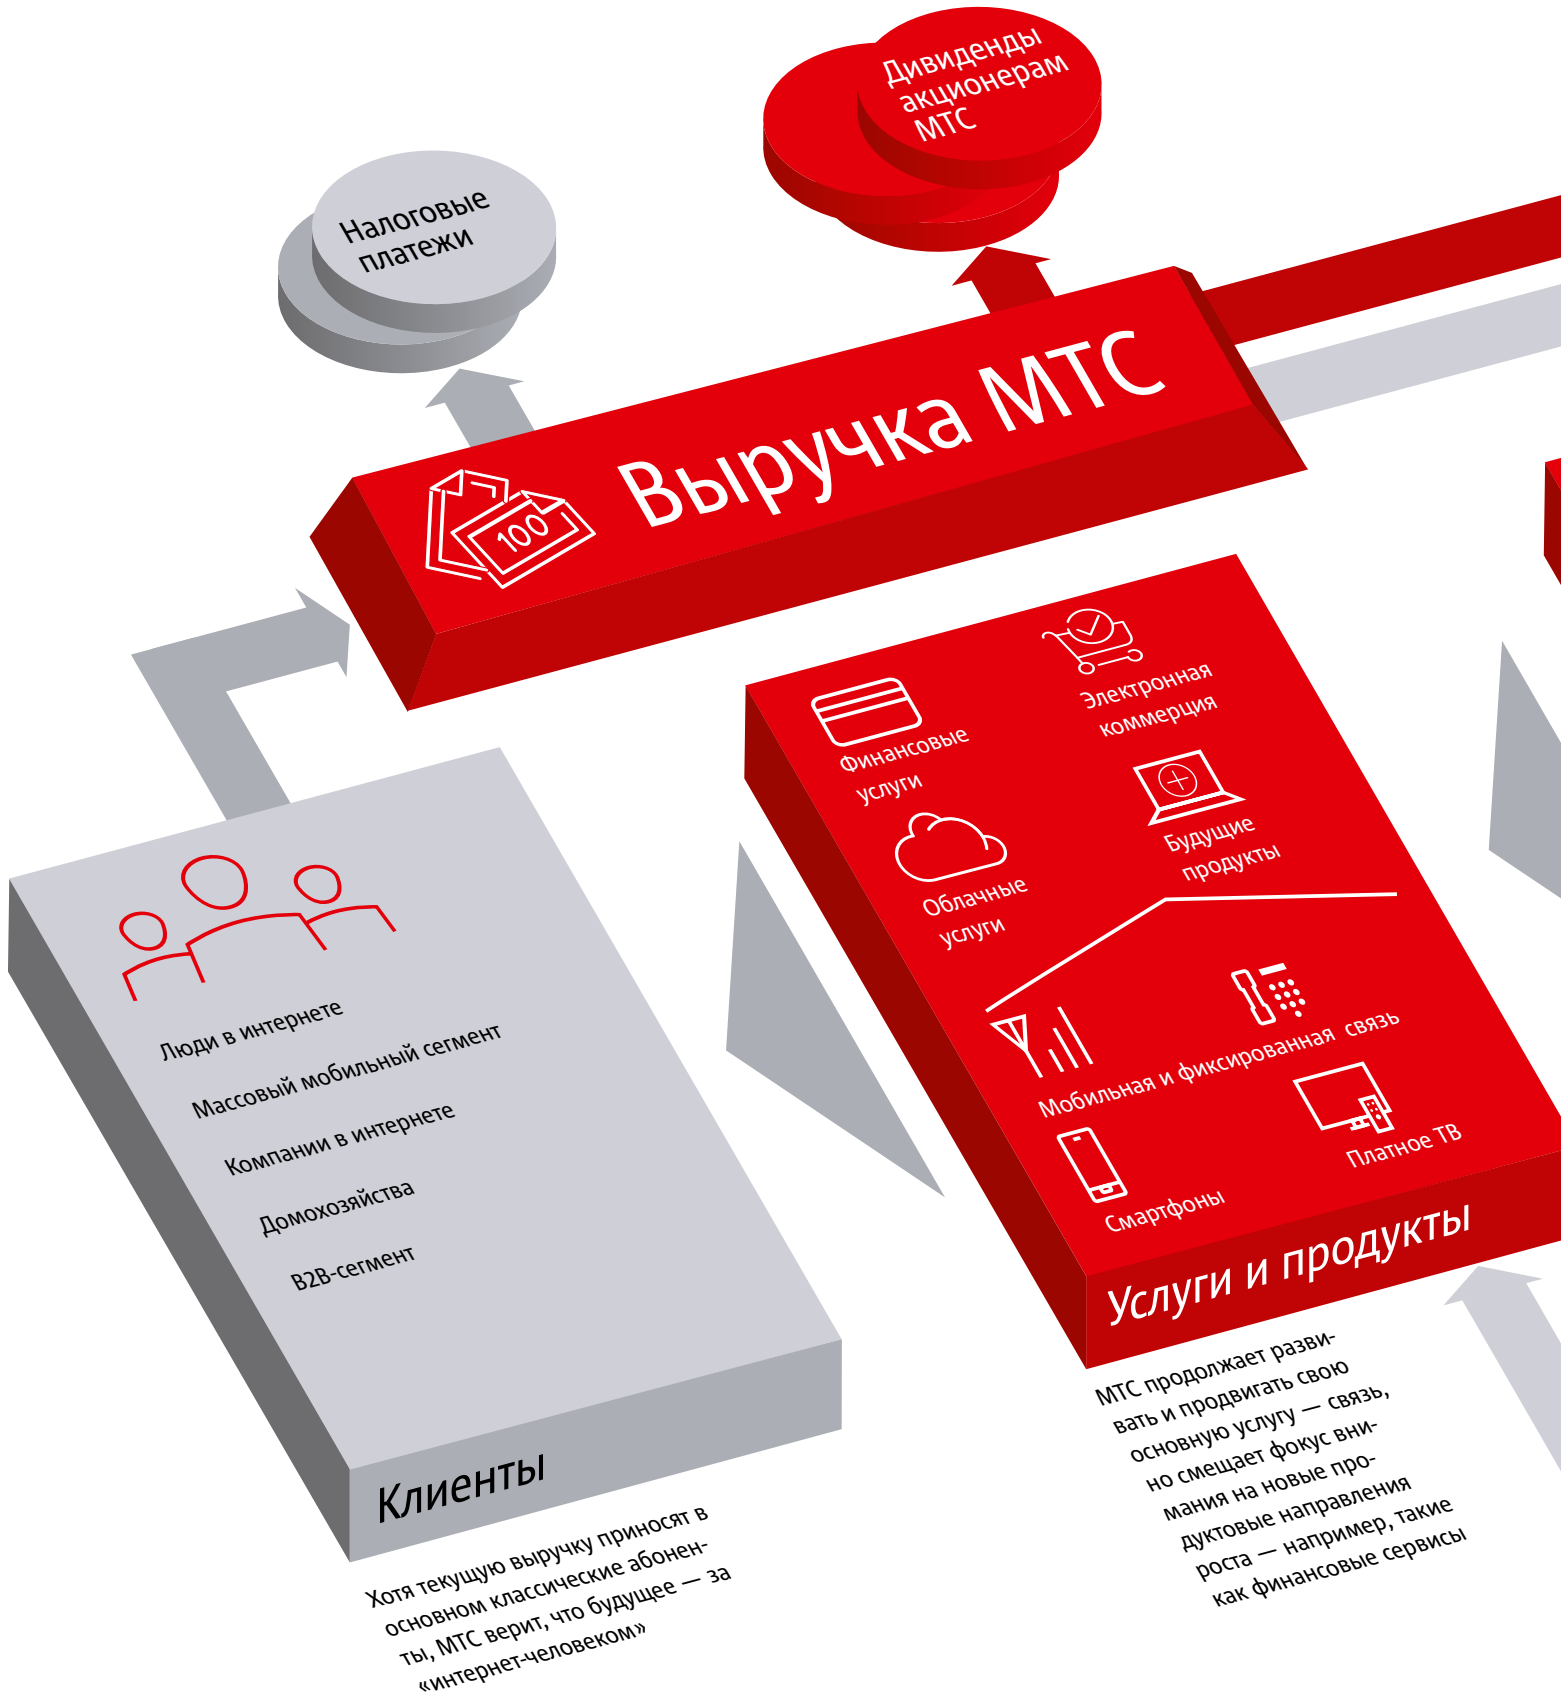 Дивиденды
акционерам
МТС
Налоговые
платежи
Выручка МТС
100
Финансовые
услуги
Электронная
коммерция
Облачные
услуги
Будущие
продукты
Мобильная и фиксированная связь
Смартфоны
Платное ТВ
Услуги и продукты
МТС продолжает разви-
вать и продвигать свою
основную услугу — связь,
но смещает фокус вни-
мания на новые про-
дуктовые направления
роста — например, такие
как финансовые сервисы
Люди в интернете
Массовый мобильный сегмент
Компании в интернете
Домохозяйства
B2B-сегмент
Клиенты
Хотя текущую выручку приносят в
основном классические абонен-
ты, МТС верит, что будущее — за
«интернет-человеком»